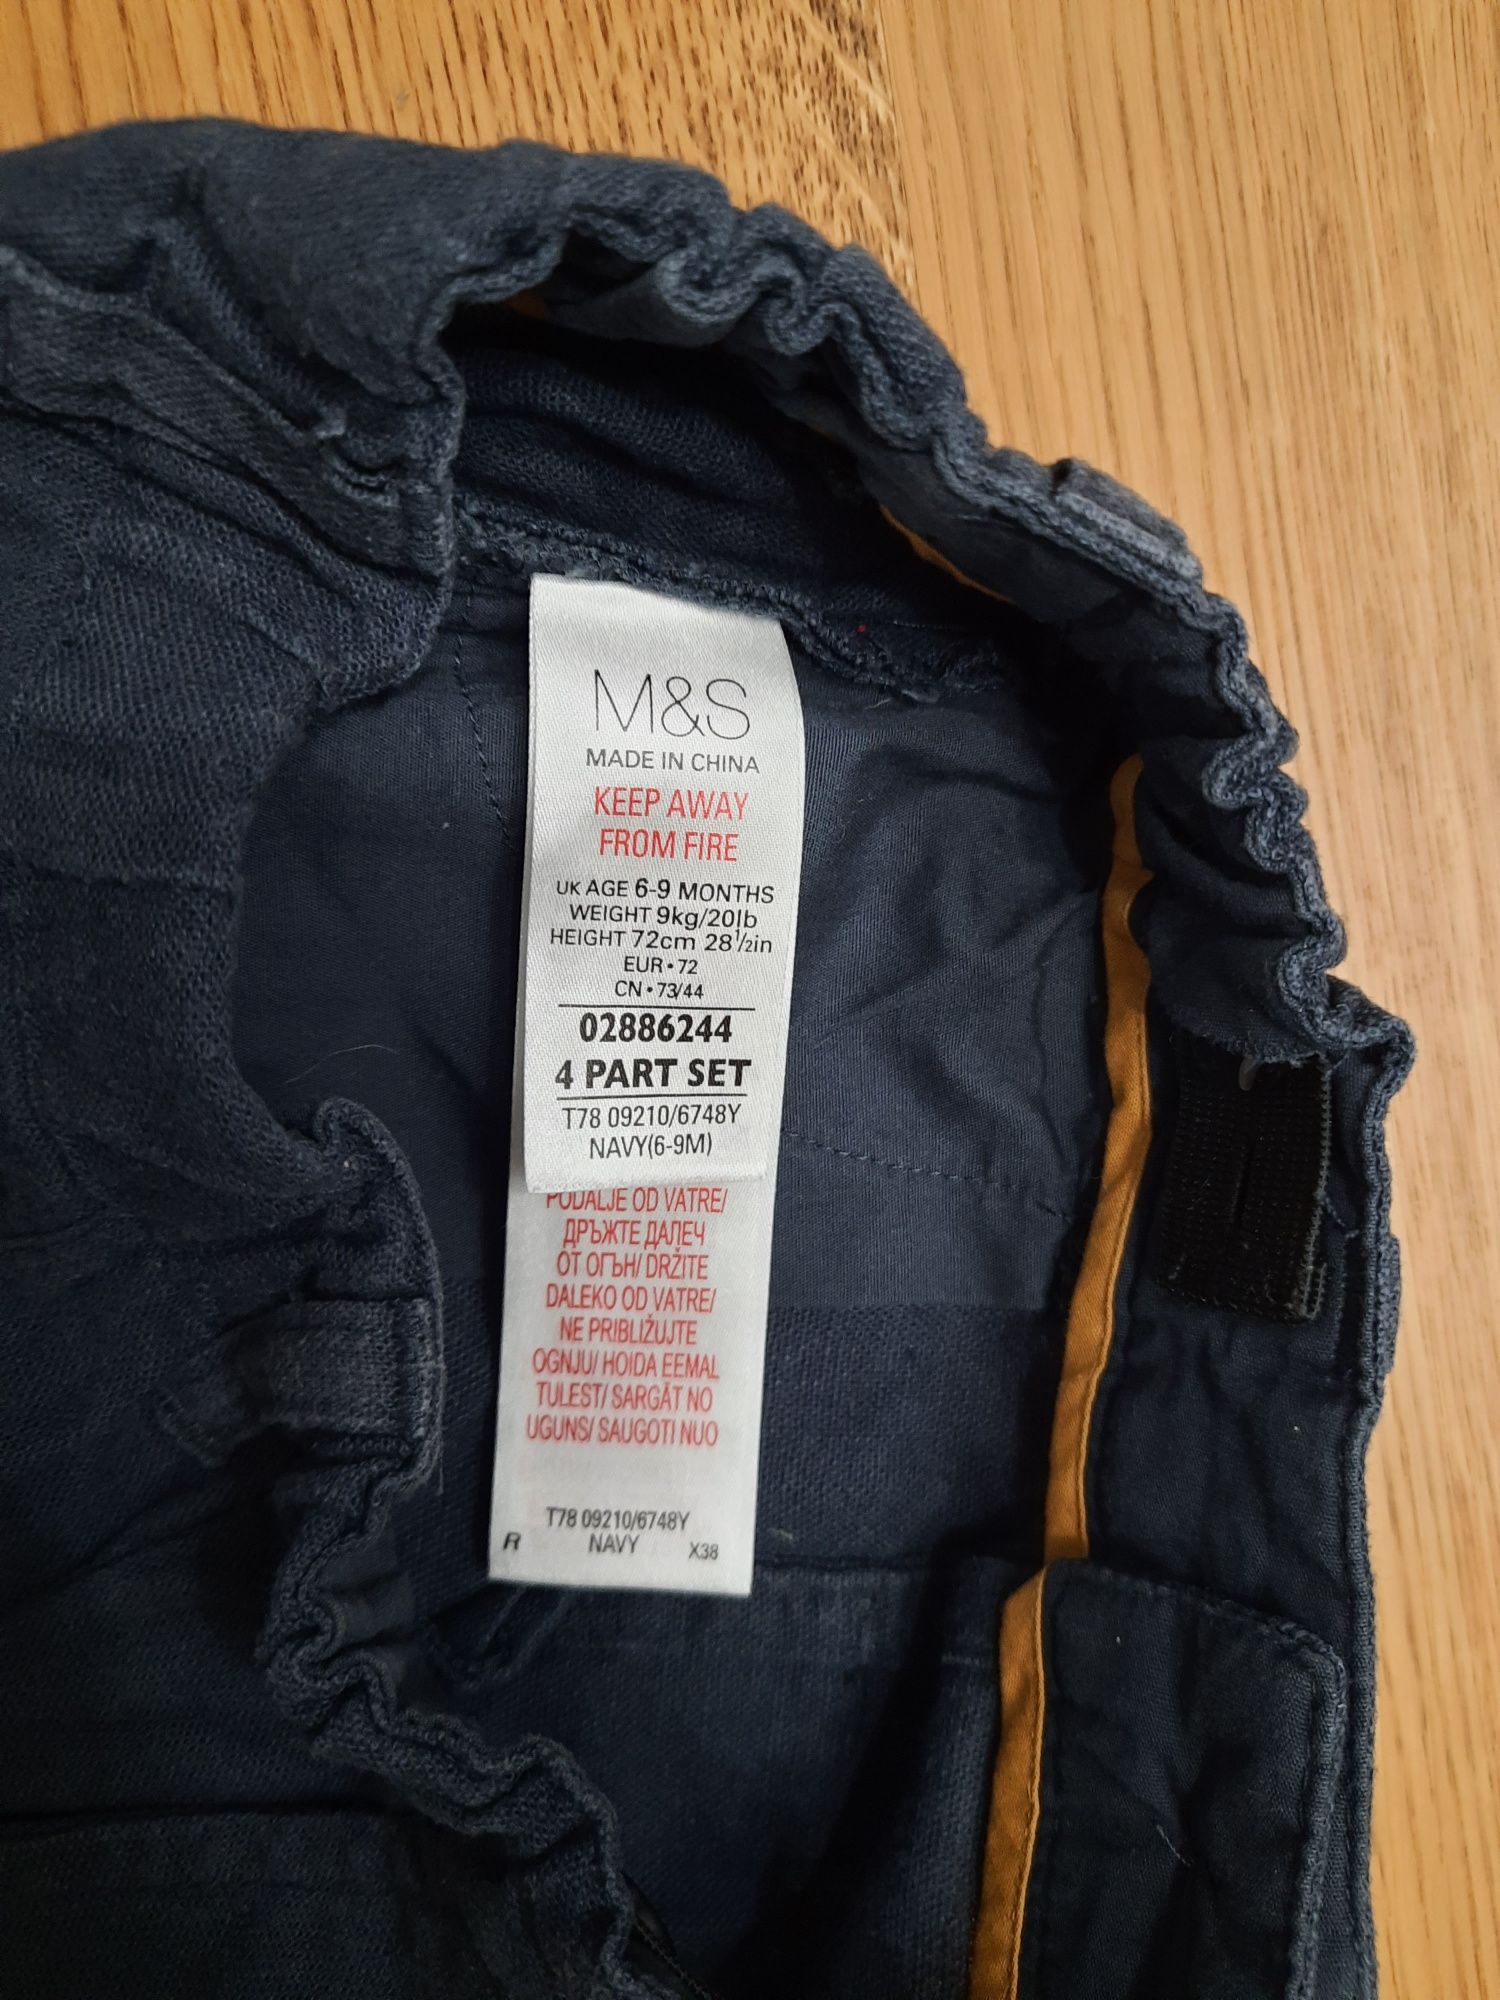 M&S
MADE IN CHINA
KEEP AWAY
FROM FIRE
UK AGE 6-9 MONTHS
WEIGHT 9kg/20lb
HEIGHT 72cm 28½in
EUR•72
CN•73/44
02886244
4 PART SET
T78 09210/6748Y
NAVY(6-9M)
PODALJE OD VATRE/
ДРЪЖТЕ ДАЛЕЧ
ОТ ОГЪН/ DRŽITE
DALEKO OD VATRE/
NE PRIBLIŽUJTE
OGNJU/ HOIDA EEMAL
TULEST/ SARGĀT NO
UGUNS/ SAUGOTI NUO
T78 09210/6748Y
R NAVY X38